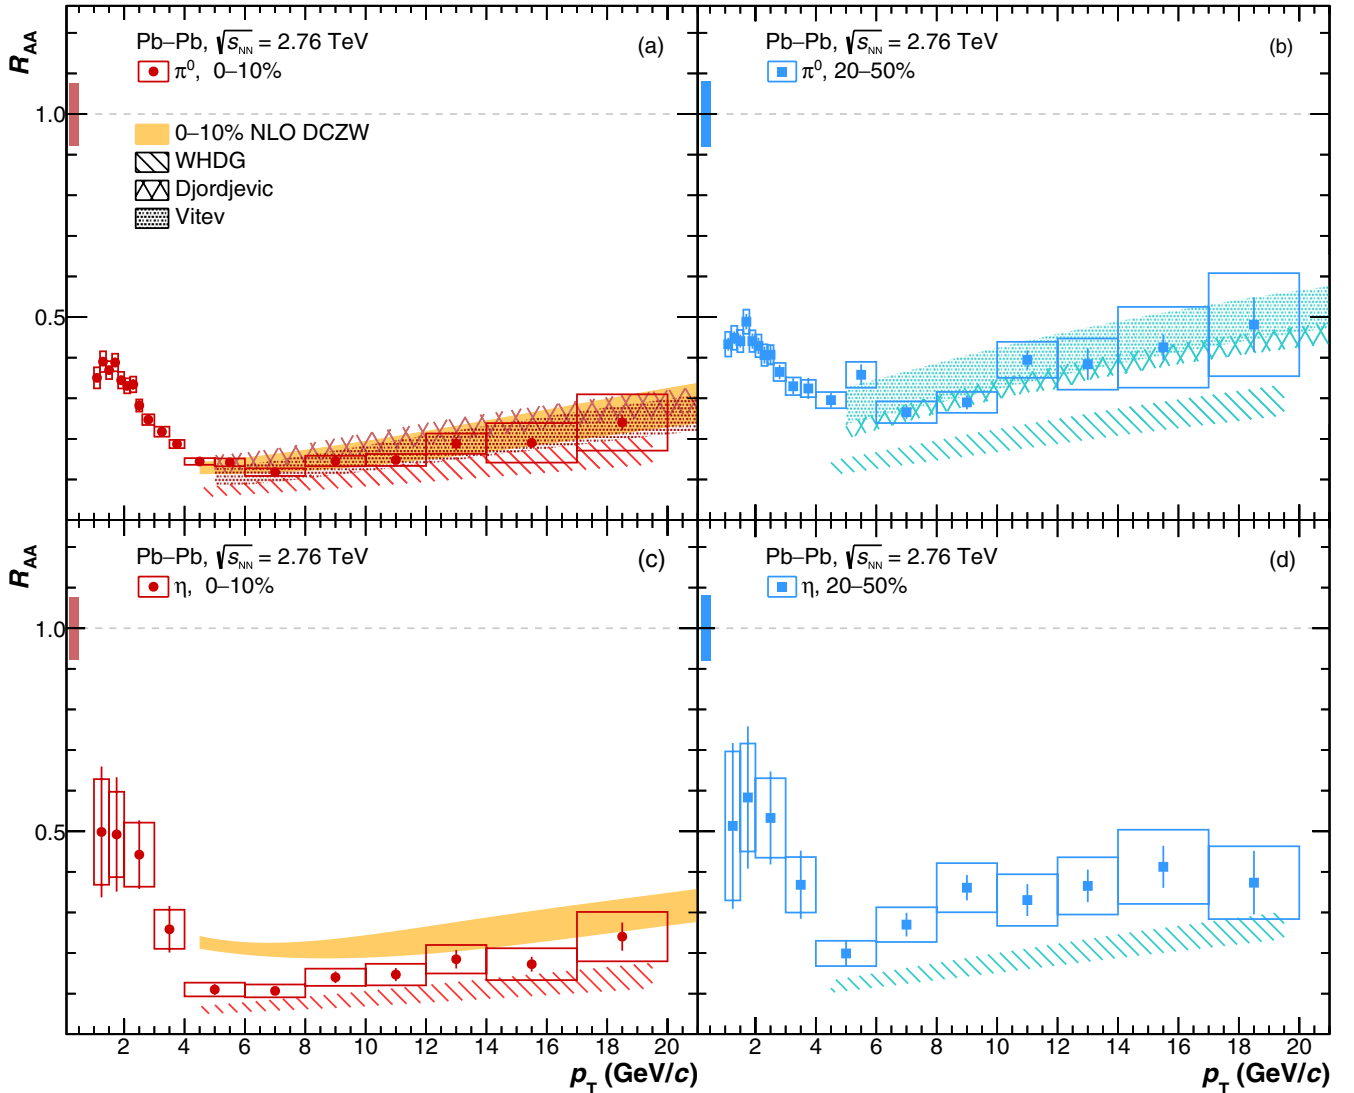 R_AA
Pb–Pb, √s_NN = 2.76 TeV
(a)
π⁰, 0–10%
1.0
0–10% NLO DCZW
WHDG
Djordjevic
Vitev
0.5
Pb–Pb, √s_NN = 2.76 TeV
(b)
π⁰, 20–50%
R_AA
Pb–Pb, √s_NN = 2.76 TeV
(c)
η, 0–10%
1.0
0.5
Pb–Pb, √s_NN = 2.76 TeV
(d)
η, 20–50%
2 4 6 8 10 12 14 16 18 20
p_T (GeV/c)
2 4 6 8 10 12 14 16 18 20
p_T (GeV/c)